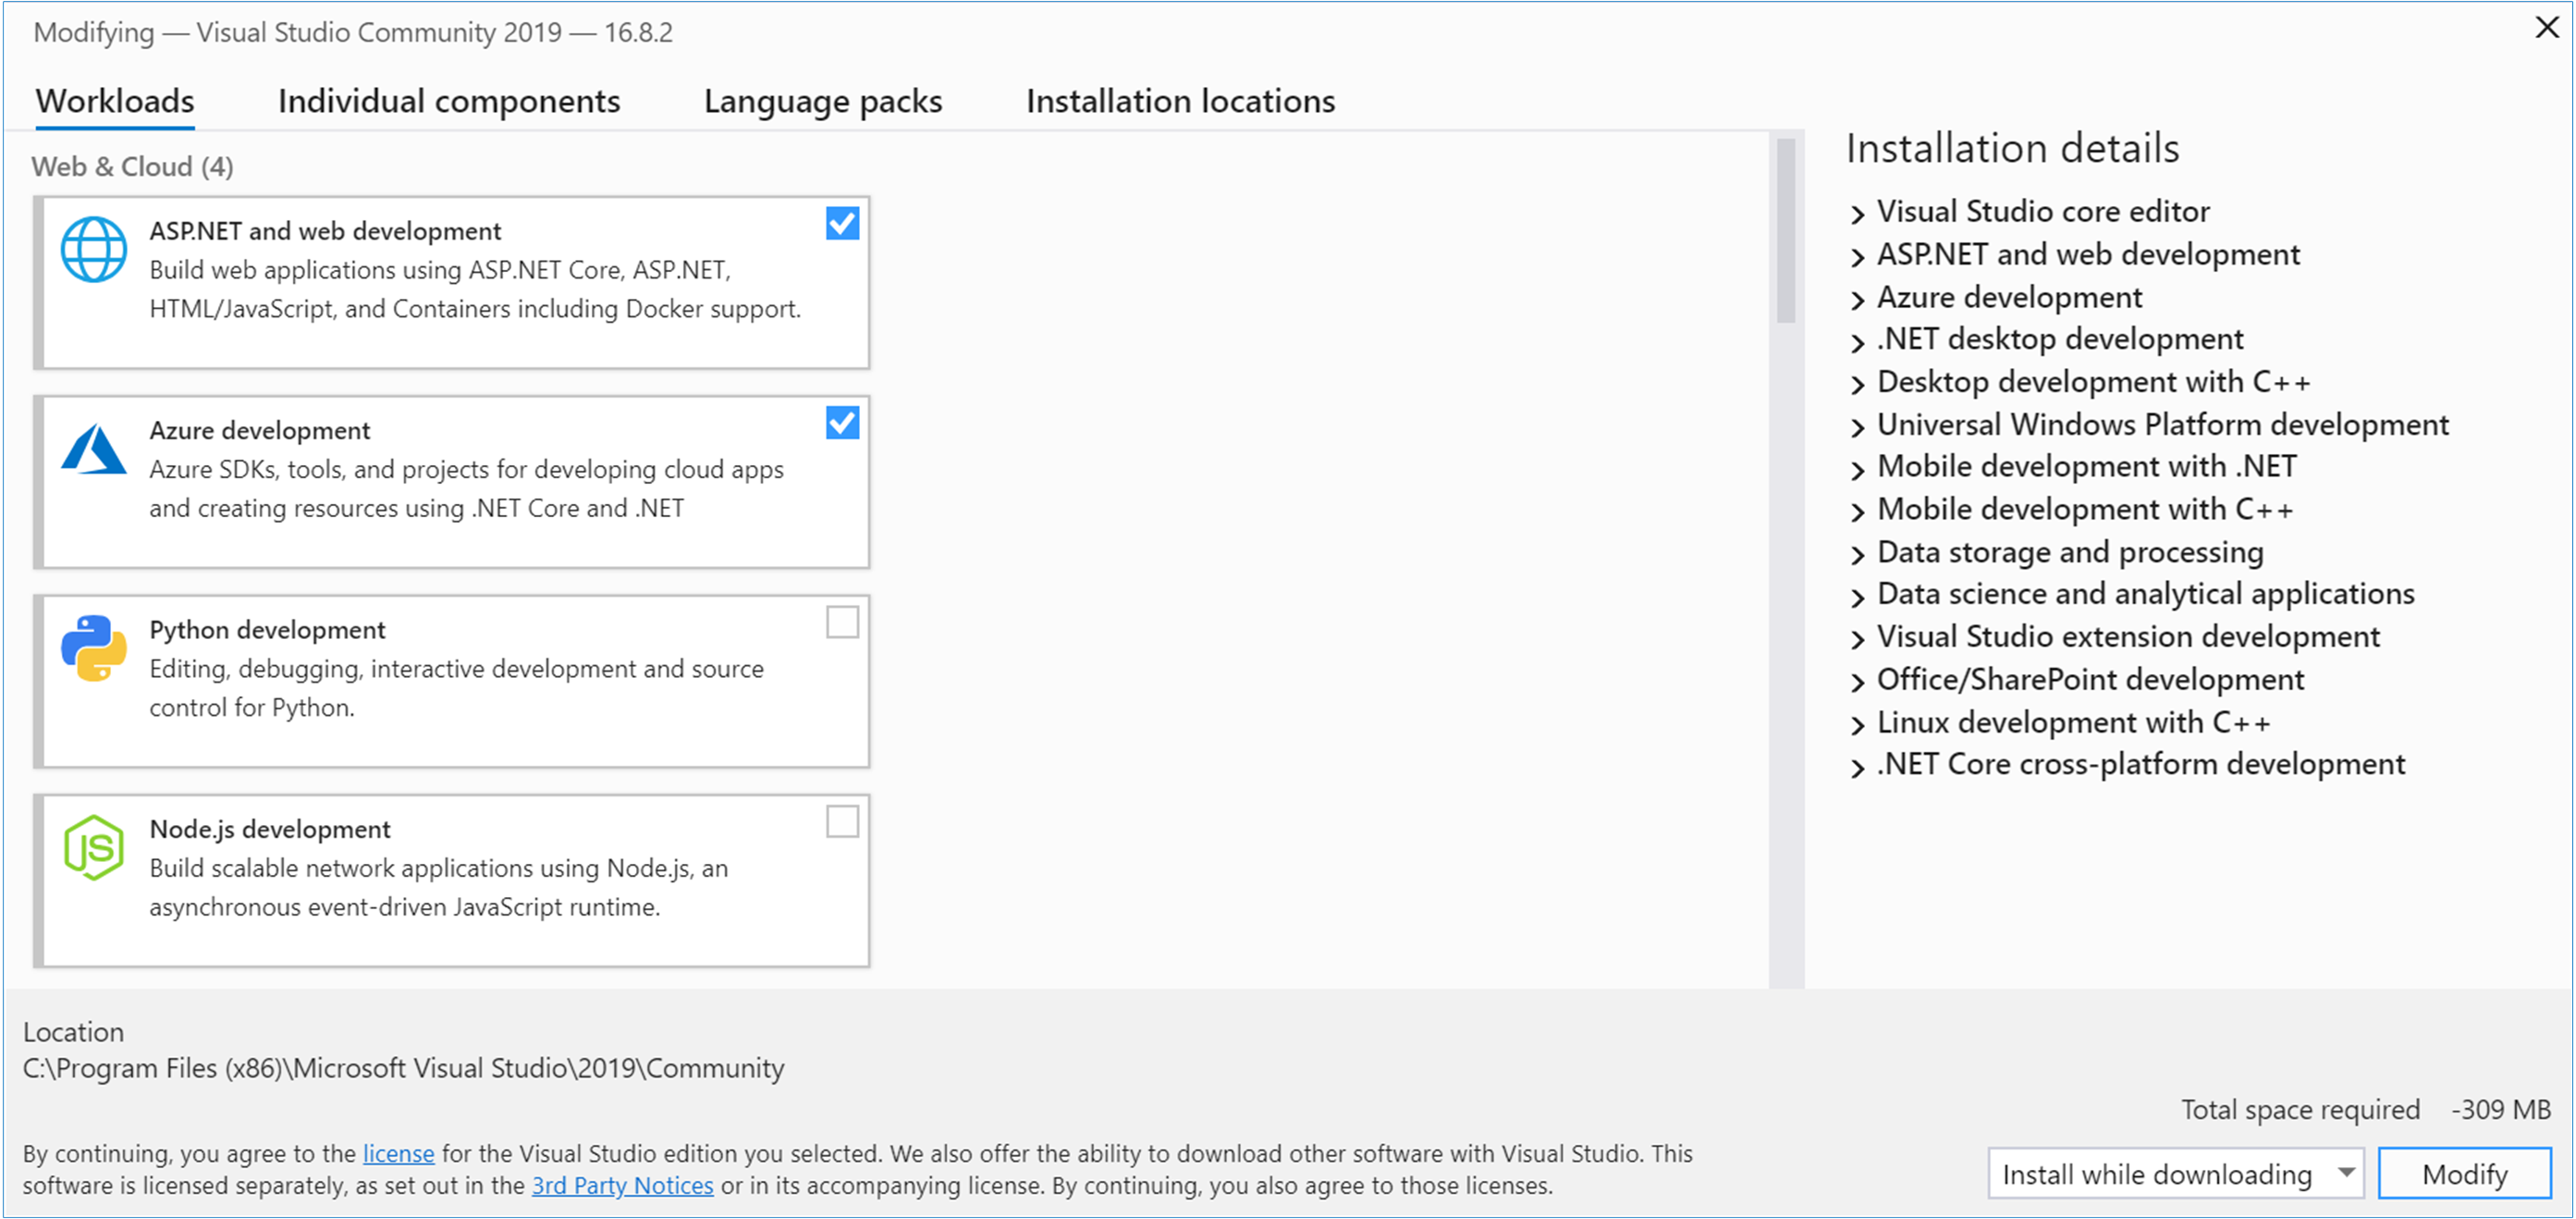 Modifying — Visual Studio Community 2019 — 16.8.2
Workloads
Individual components
Language packs
Installation locations
Web & Cloud (4)
ASP.NET and web development
Build web applications using ASP.NET Core, ASP.NET,
HTML/JavaScript, and Containers including Docker support.
Azure development
Azure SDKs, tools, and projects for developing cloud apps
and creating resources using .NET Core and .NET
Python development
Editing, debugging, interactive development and source
control for Python.
JS
Node.js development
Build scalable network applications using Node.js, an
asynchronous event-driven JavaScript runtime.
Installation details
Visual Studio core editor
ASP.NET and web development
Azure development
.NET desktop development
Desktop development with C++
Universal Windows Platform development
Mobile development with .NET
Mobile development with C++
Data storage and processing
Data science and analytical applications
Visual Studio extension development
Office/SharePoint development
Linux development with C++
.NET Core cross-platform development
Location
C:\Program Files (x86)\Microsoft Visual Studio\2019\Community
Total space required -309 MB
By continuing, you agree to the license for the Visual Studio edition you selected. We also offer the ability to download other software with Visual Studio. This
software is licensed separately, as set out in the 3rd Party Notices or in its accompanying license. By continuing, you also agree to those licenses.
Install while downloading
Modify